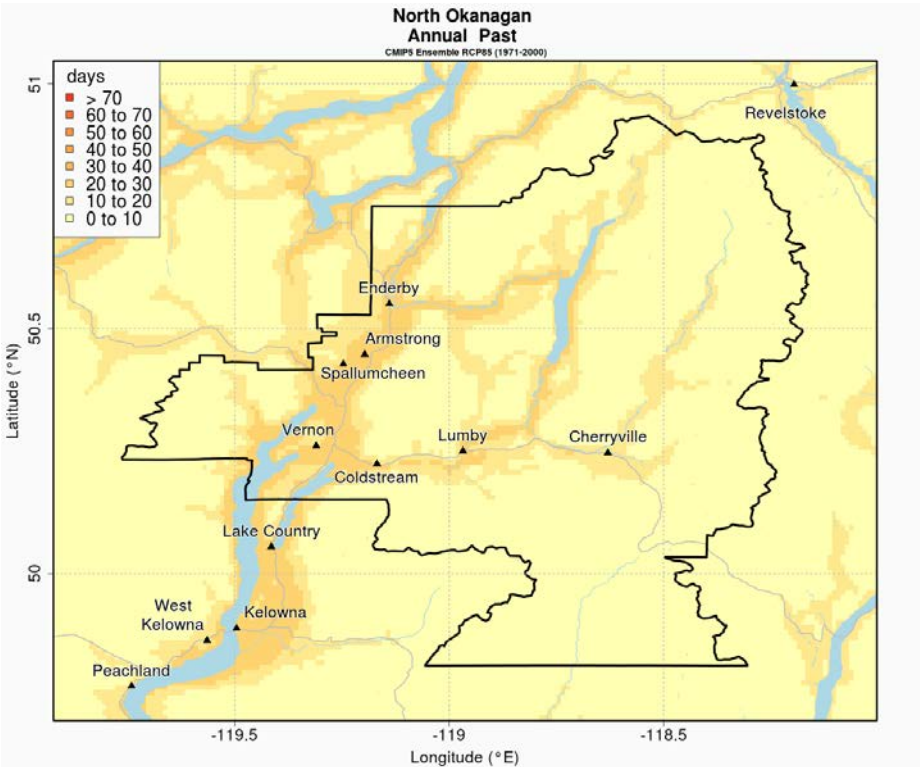 North Okanagan
Annual Past
CMIP5 Ensemble RCP85 (1971-2000)
days
> 70
60 to 70
50 to 60
40 to 50
30 to 40
20 to 30
10 to 20
0 to 10
51
Revelstoke
Enderby
50.5
Armstrong
Spallumcheen
Vernon
Lumby
Cherryville
Coldstream
Lake Country
50
West
Kelowna
Kelowna
Peachland
Latitude (°N)
-119.5
-119
-118.5
Longitude (°E)